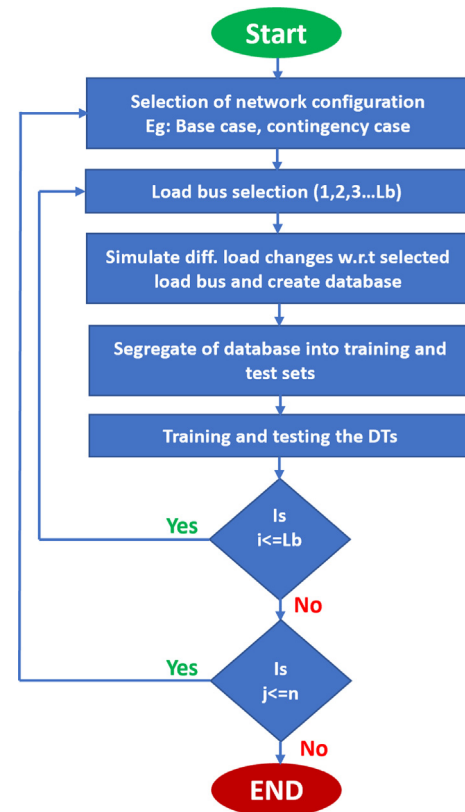 Start
Selection of network configuration
Eg: Base case, contingency case
Load bus selection (1,2,3...Lb)
Simulate diff. load changes w.r.t selected
load bus and create database
Segregate of database into training and
test sets
Training and testing the DTs
Is
i<=Lb
Yes
No
Is
j<=n
Yes
No
END